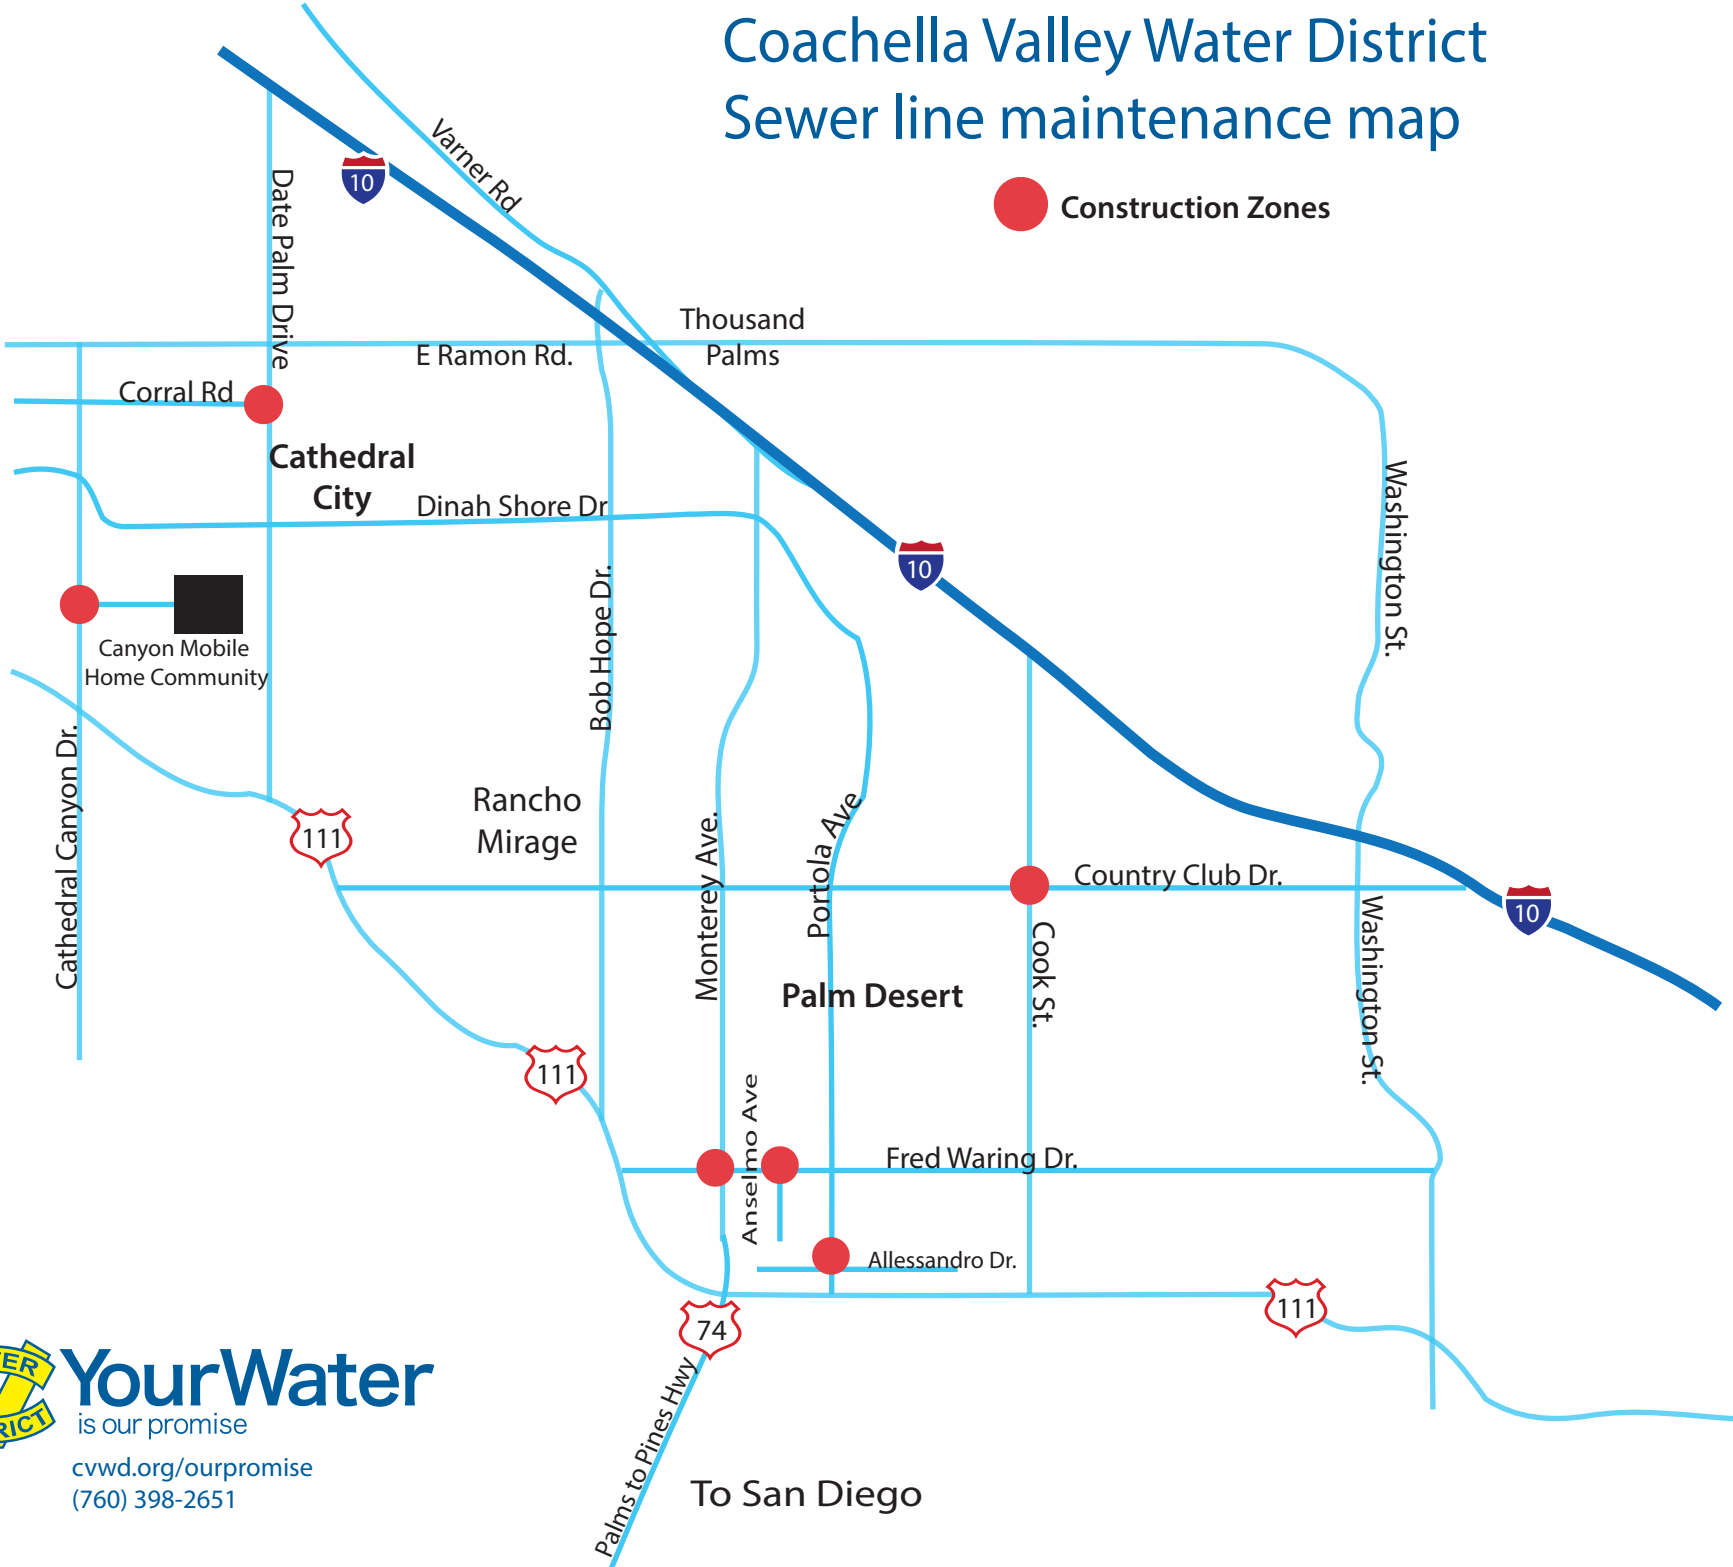 Coachella Valley Water District
Sewer line maintenance map
Construction Zones
Varner Rd
10
Date Palm Drive
Thousand
Palms
E Ramon Rd.
Corral Rd
Cathedral
City
Dinah Shore Dr
Washington St.
10
Bob Hope Dr.
Canyon Mobile
Home Community
Cathedral Canyon Dr.
111
Rancho
Mirage
Monterey Ave.
Portola Ave
Country Club Dr.
10
Cook St.
Washington St.
Palm Desert
111
Anselmo Ave
Fred Waring Dr.
Allessandro Dr.
111
74
Palms to Pines Hwy
To San Diego
YourWater
is our promise
cvwd.org/ourpromise
(760) 398-2651